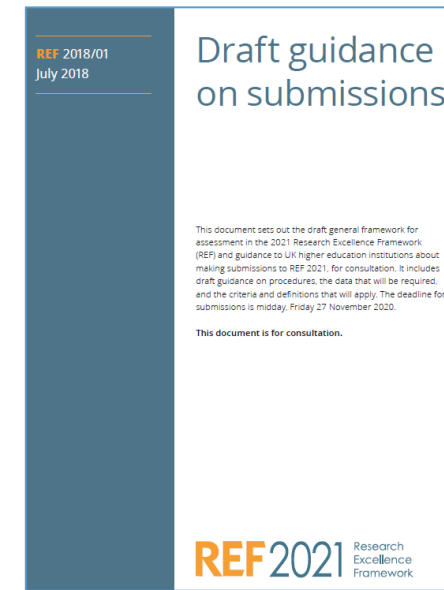 REF 2018/01
July 2018
Draft guidance
on submissions
This document sets out the draft general framework for
assessment in the 2021 Research Excellence Framework
(REF) and guidance to UK higher education institutions about
making submissions to REF 2021, for consultation. It includes
draft guidance on procedures, the data that will be required,
and the criteria and definitions that will apply. The deadline for
submissions is midday, Friday 27 November 2020.
This document is for consultation.
REF2021
Research
Excellence
Framework